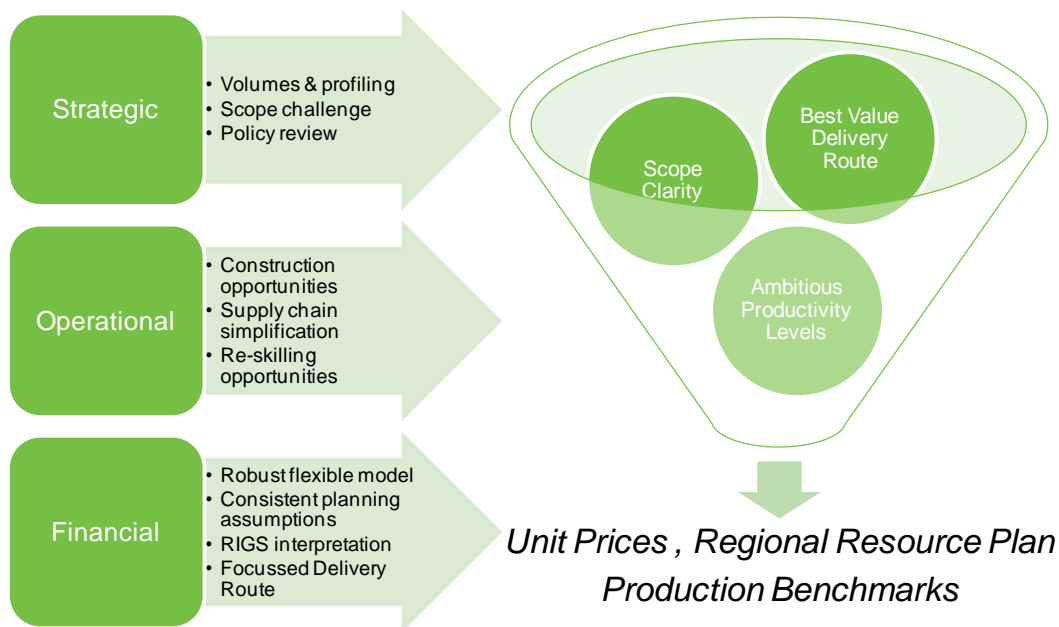 Strategic
• Volumes & profiling
• Scope challenge
• Policy review
Operational
• Construction
opportunities
• Supply chain
simplification
• Re-skilling
opportunities
Financial
• Robust flexible model
• Consistent planning
assumptions
• RIGS interpretation
• Focussed Delivery
Route
Scope
Clarity
Best Value
Delivery
Route
Ambitious
Productivity
Levels
Unit Prices , Regional Resource Plan
Production Benchmarks